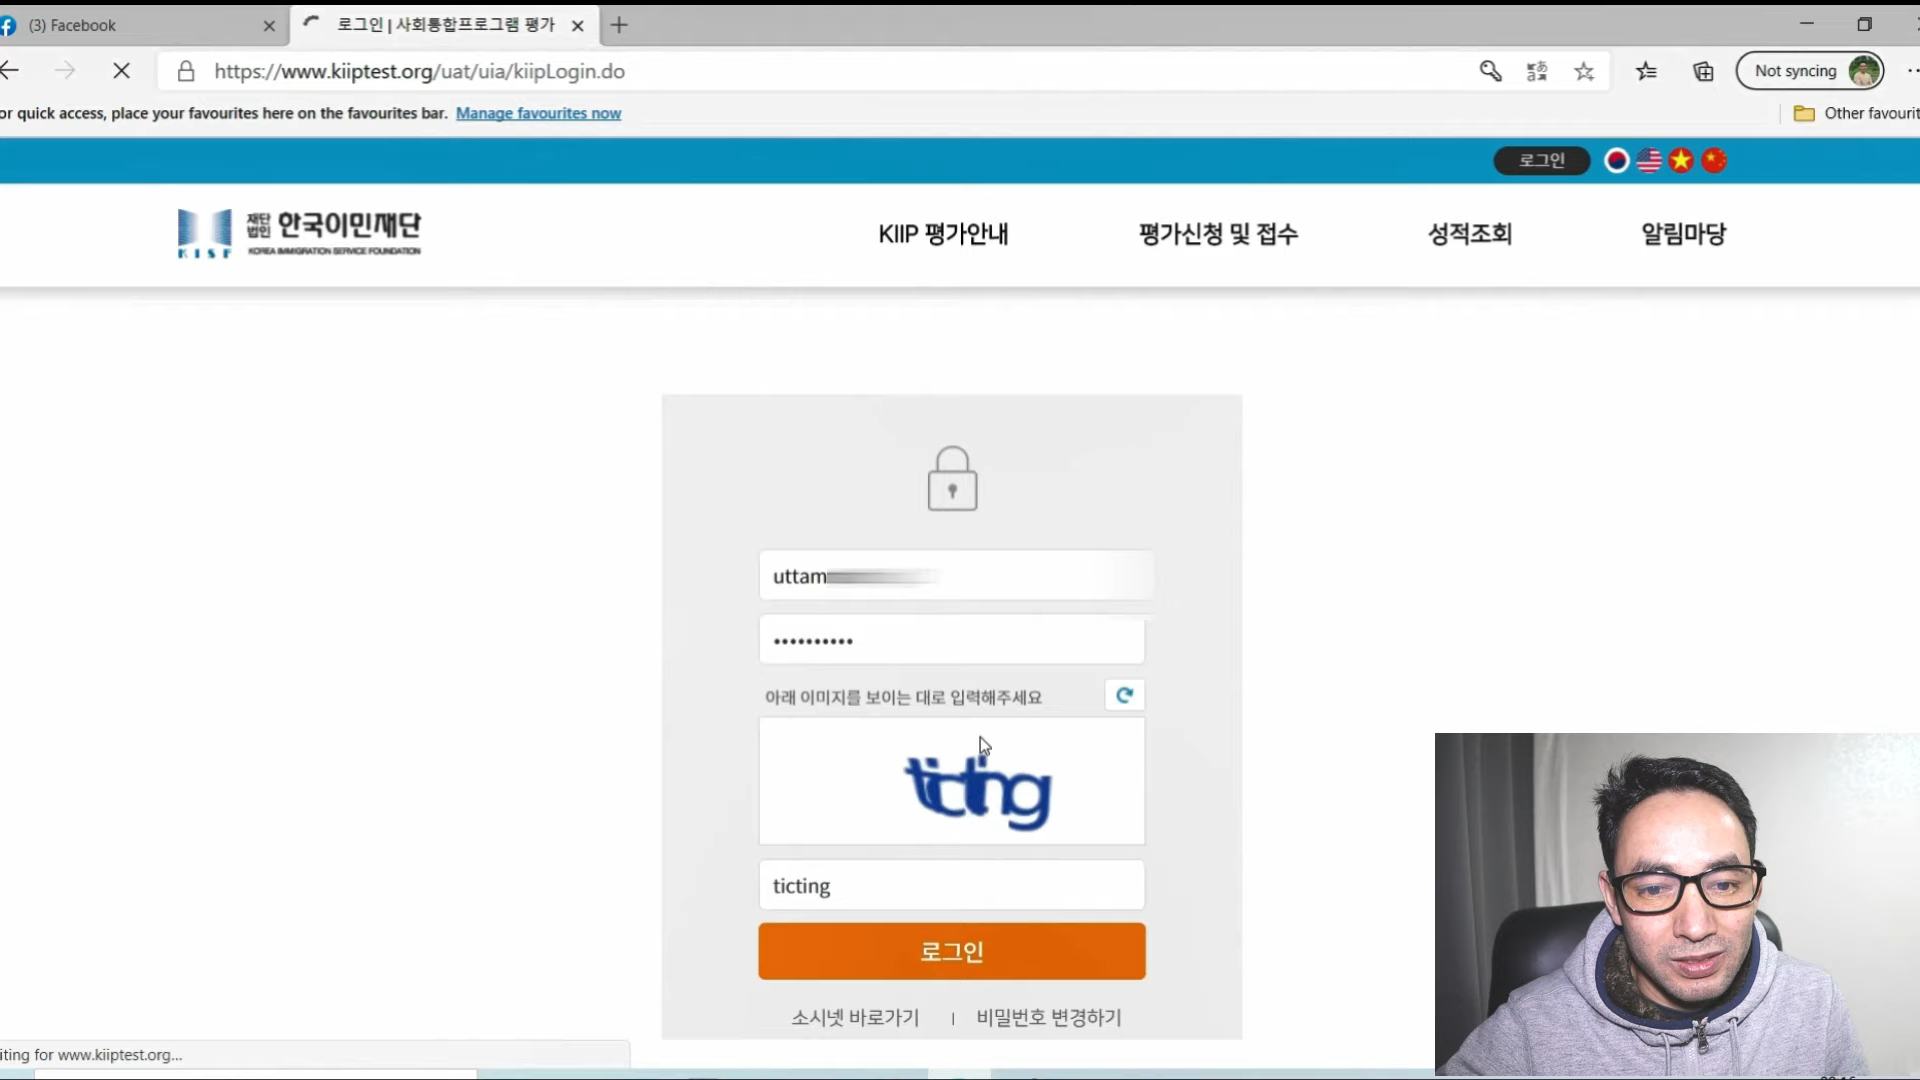 (3) Facebook
로그인 | 사회통합프로그램 평가
https://www.kiiptest.org/uat/uia/kiipLogin.do
Not syncing
or quick access, place your favourites here on the favourites bar. Manage favourites now
Other favourit
로그인
재단법인 한국이민재단
KISF KOREA IMMIGRATION SERVICE FOUNDATION
KIIP 평가안내
평가신청 및 접수
성적조회
알림마당
uttam
아래 이미지를 보이는 대로 입력해주세요
ticting
ticting
로그인
소시넷 바로가기 | 비밀번호 변경하기
iting for www.kiiptest.org...